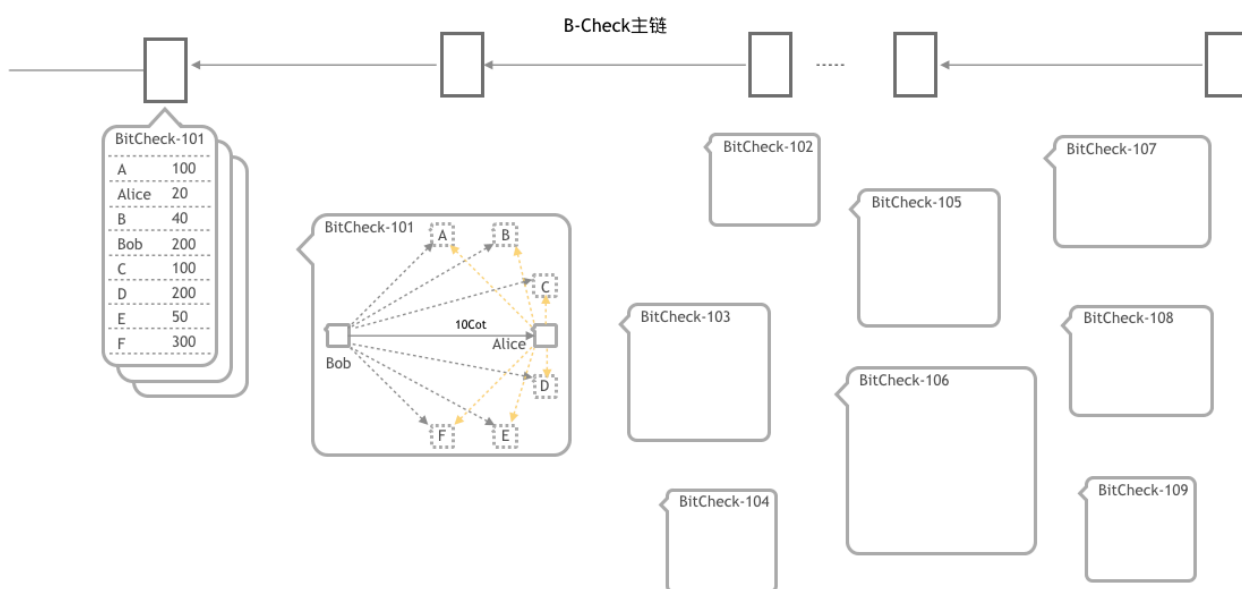 B-Check主链
BitCheck-101
A 100
Alice 20
B 40
Bob 200
C 100
D 200
E 50
F 300
BitCheck-101
A
B
C
10Cot
Bob
Alice
D
F
E
BitCheck-102
BitCheck-103
BitCheck-104
BitCheck-105
BitCheck-106
BitCheck-107
BitCheck-108
BitCheck-109